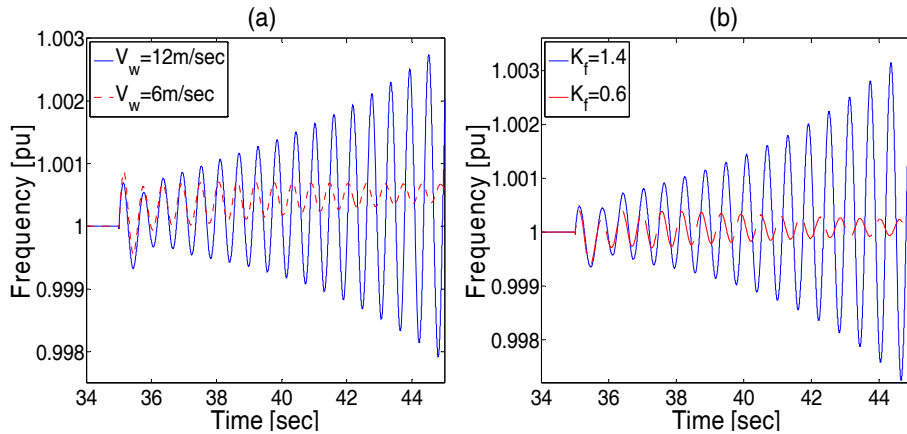 (a)
Frequency [pu]
1.003
1.002
1.001
1
0.999
0.998
V_w=12m/sec
V_w=6m/sec
34 36 38 40 42 44
Time [sec]
(b)
Frequency [pu]
1.003
1.002
1.001
1
0.999
0.998
K_f=1.4
K_f=0.6
34 36 38 40 42 44
Time [sec]